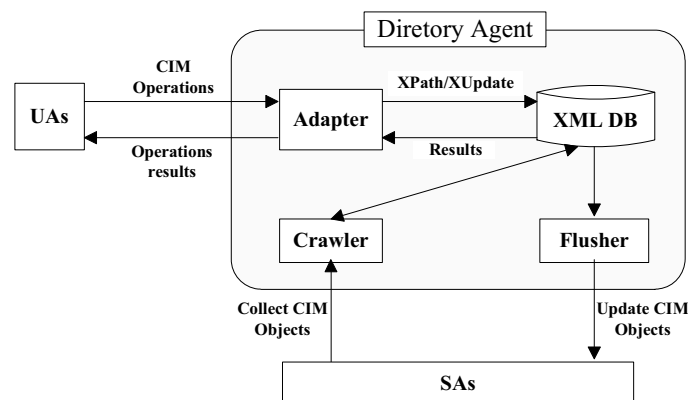 Diretory Agent
CIM
Operations
XPath/XUpdate
UAs
Adapter
XML DB
Operations
results
Results
Crawler
Flusher
Collect CIM
Objects
Update CIM
Objects
SAs